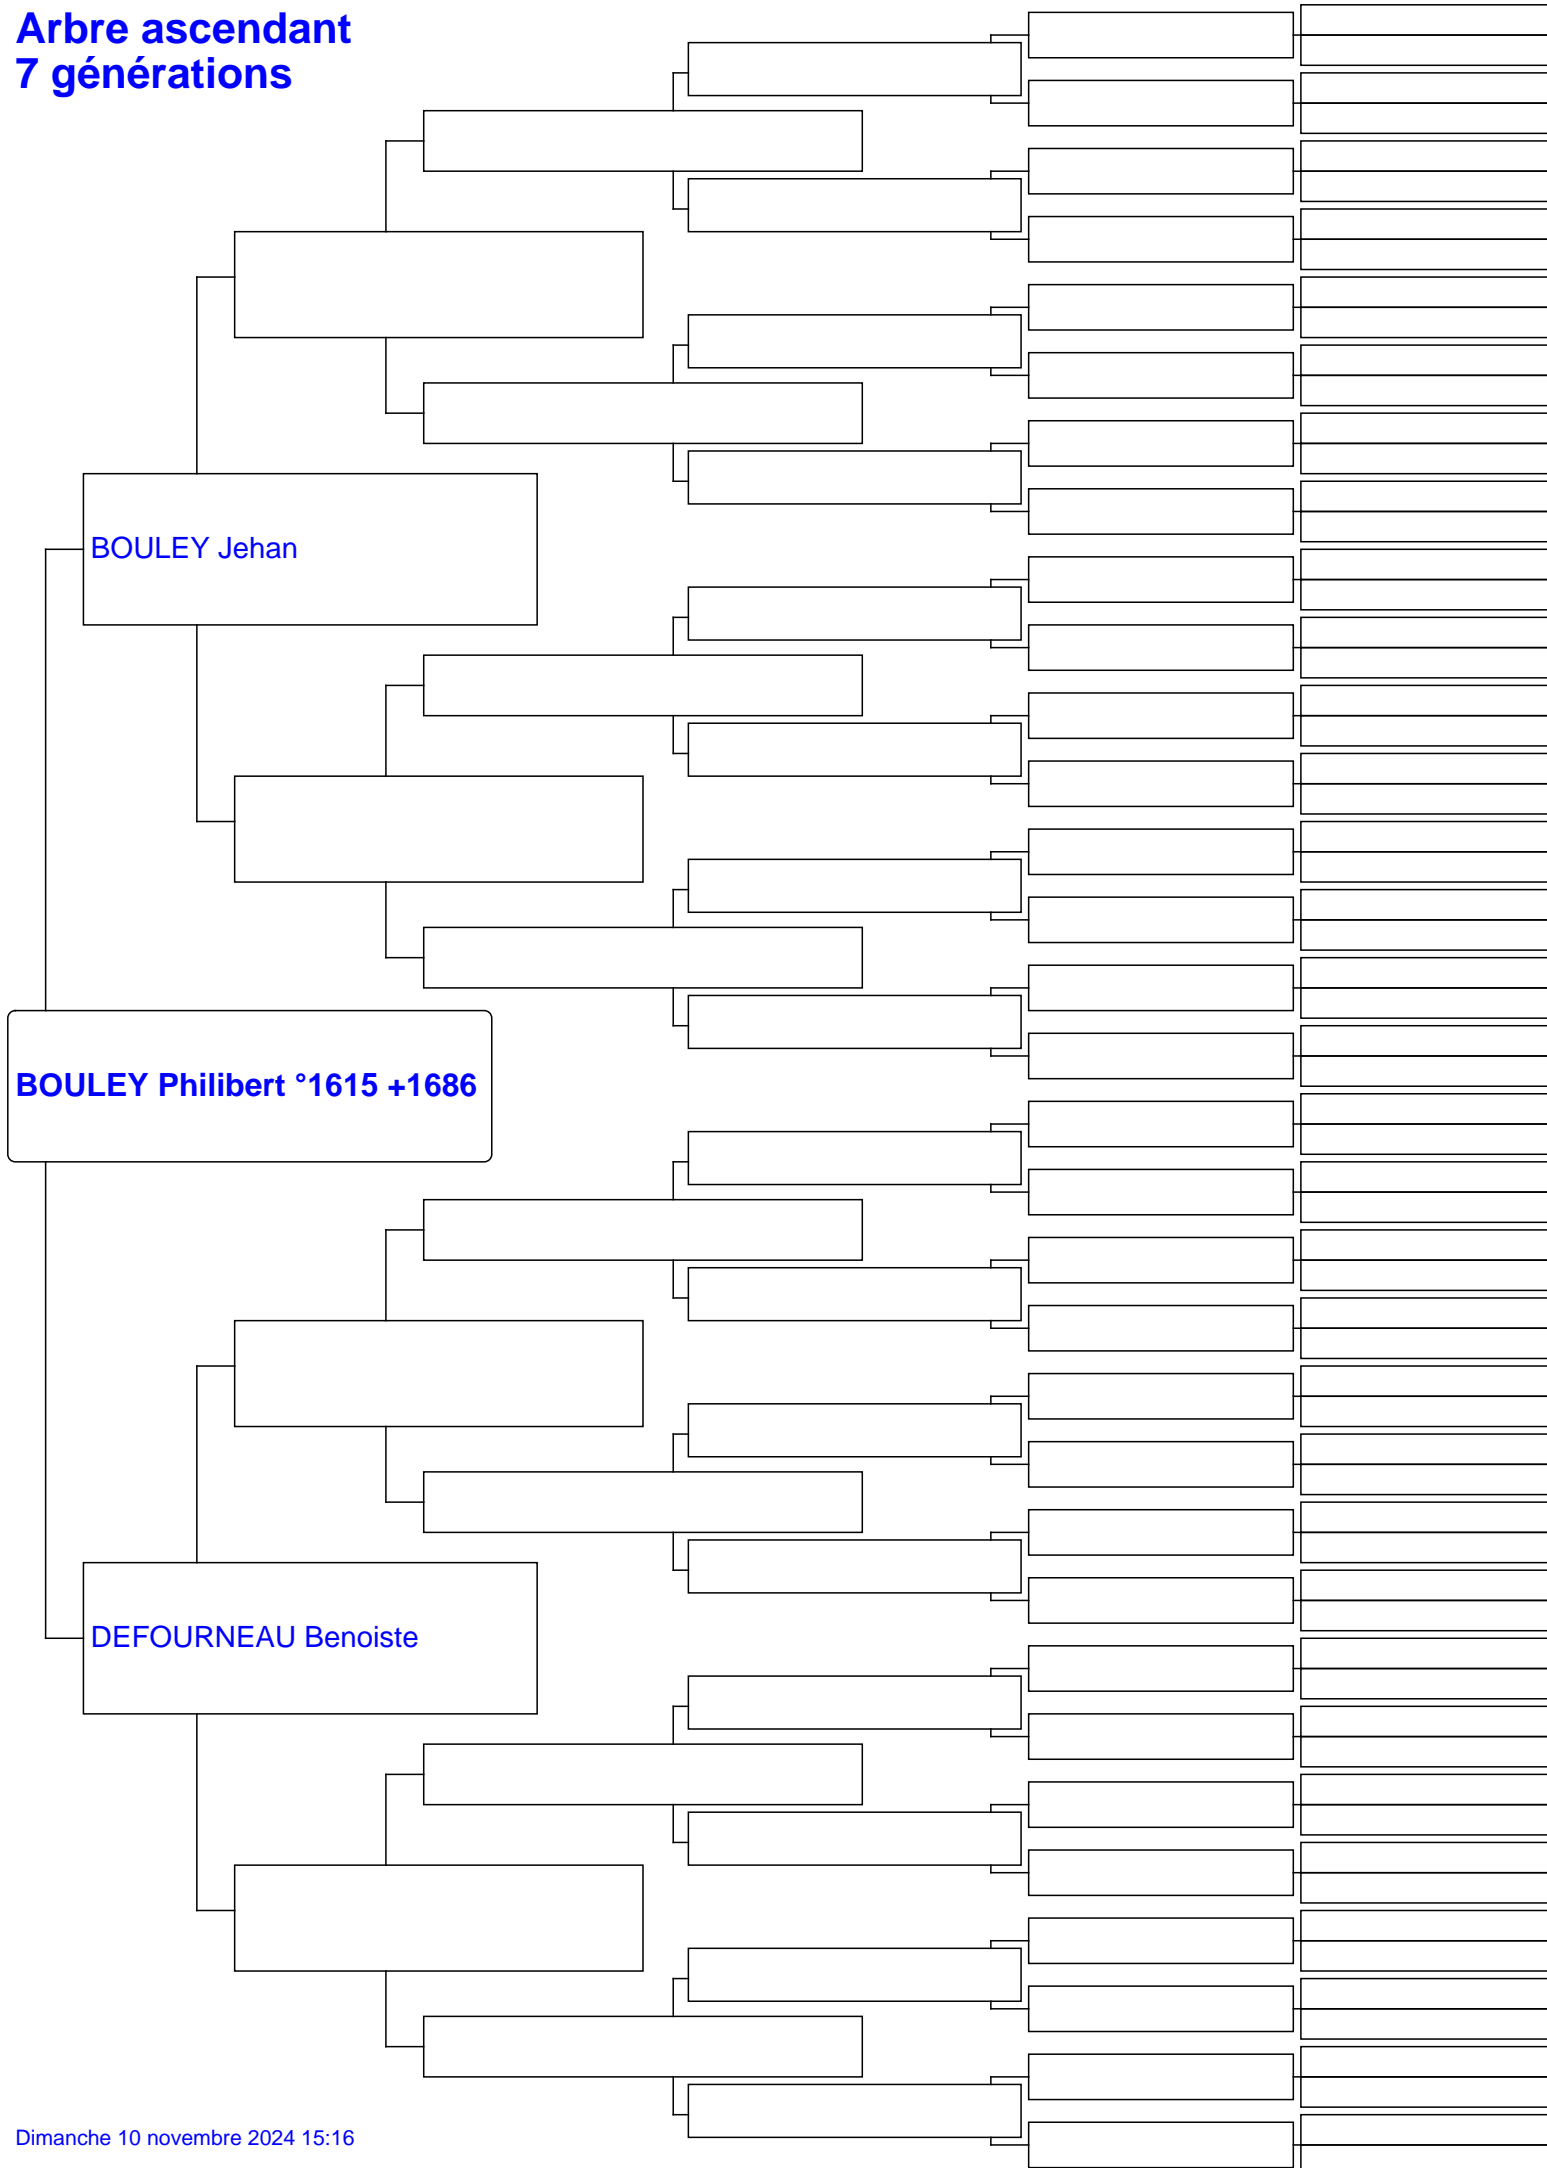 Arbre ascendant
7 générations
BOULEY Jehan
BOULEY Philibert °1615 +1686
DEFOURNEAU Benoiste
Dimanche 10 novembre 2024 15:16